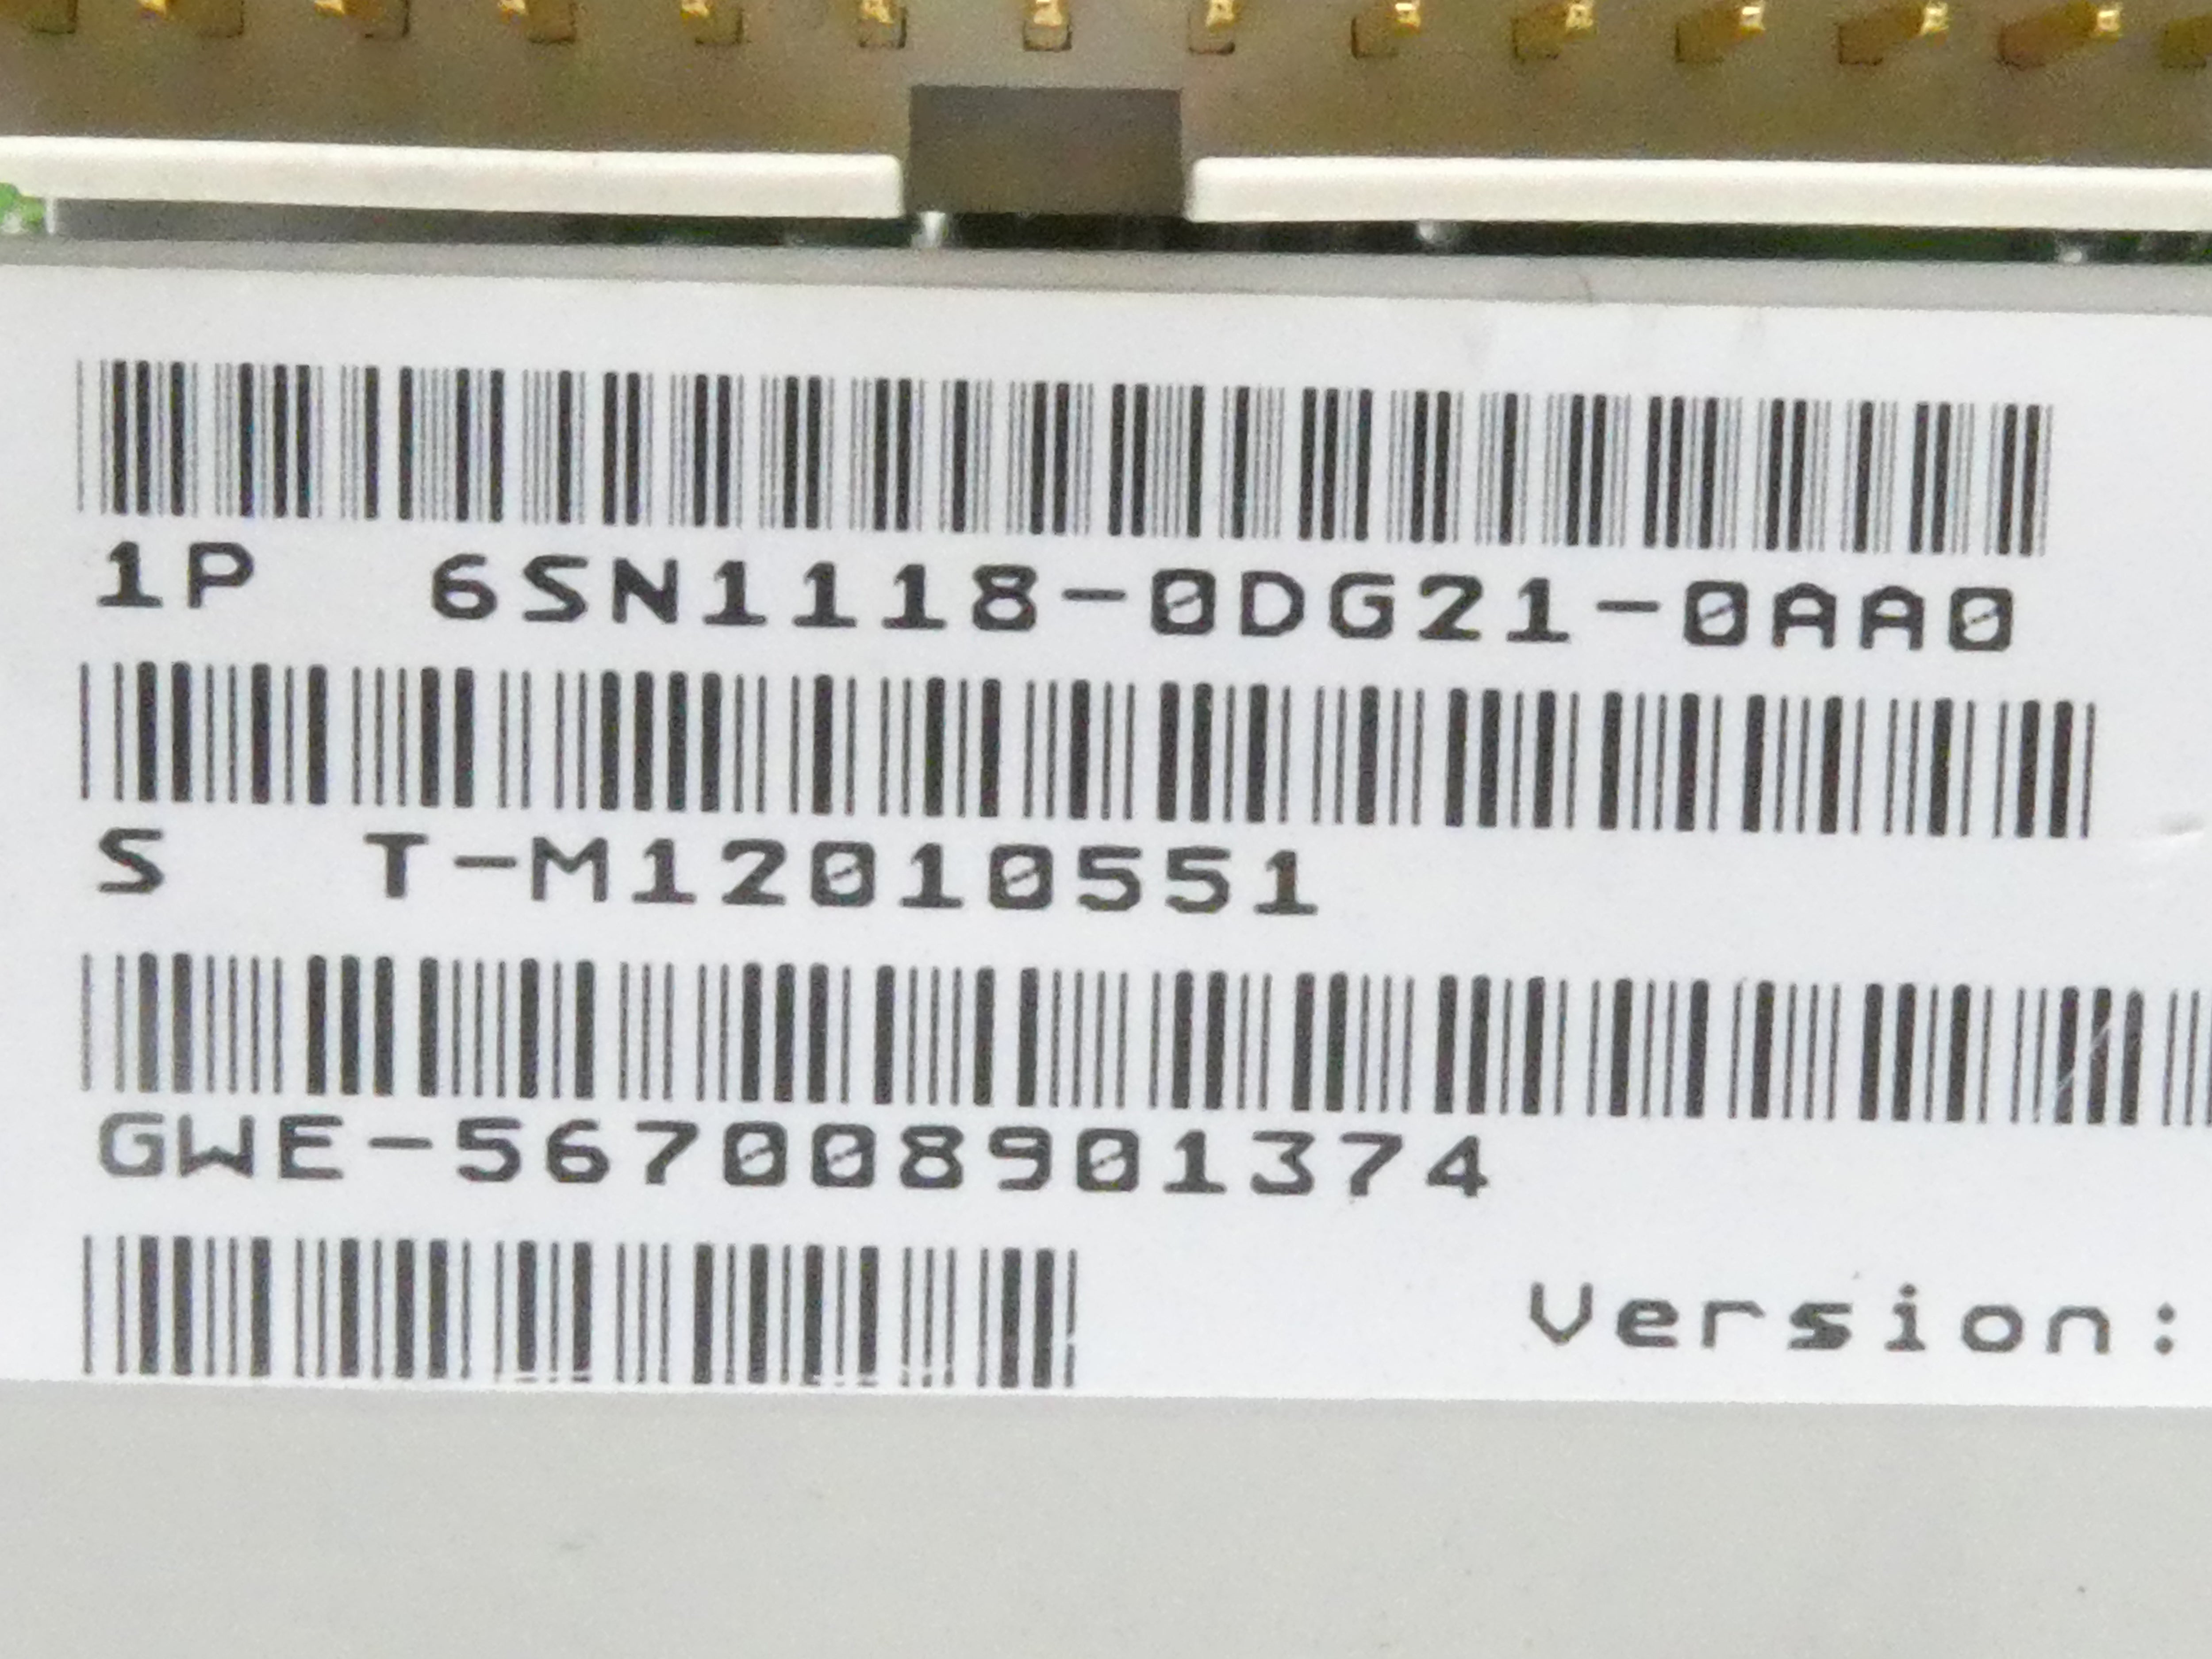 1P 6SN1118-0DG21-0AA0
S T-M12010551
GWE-567008901374
Version: